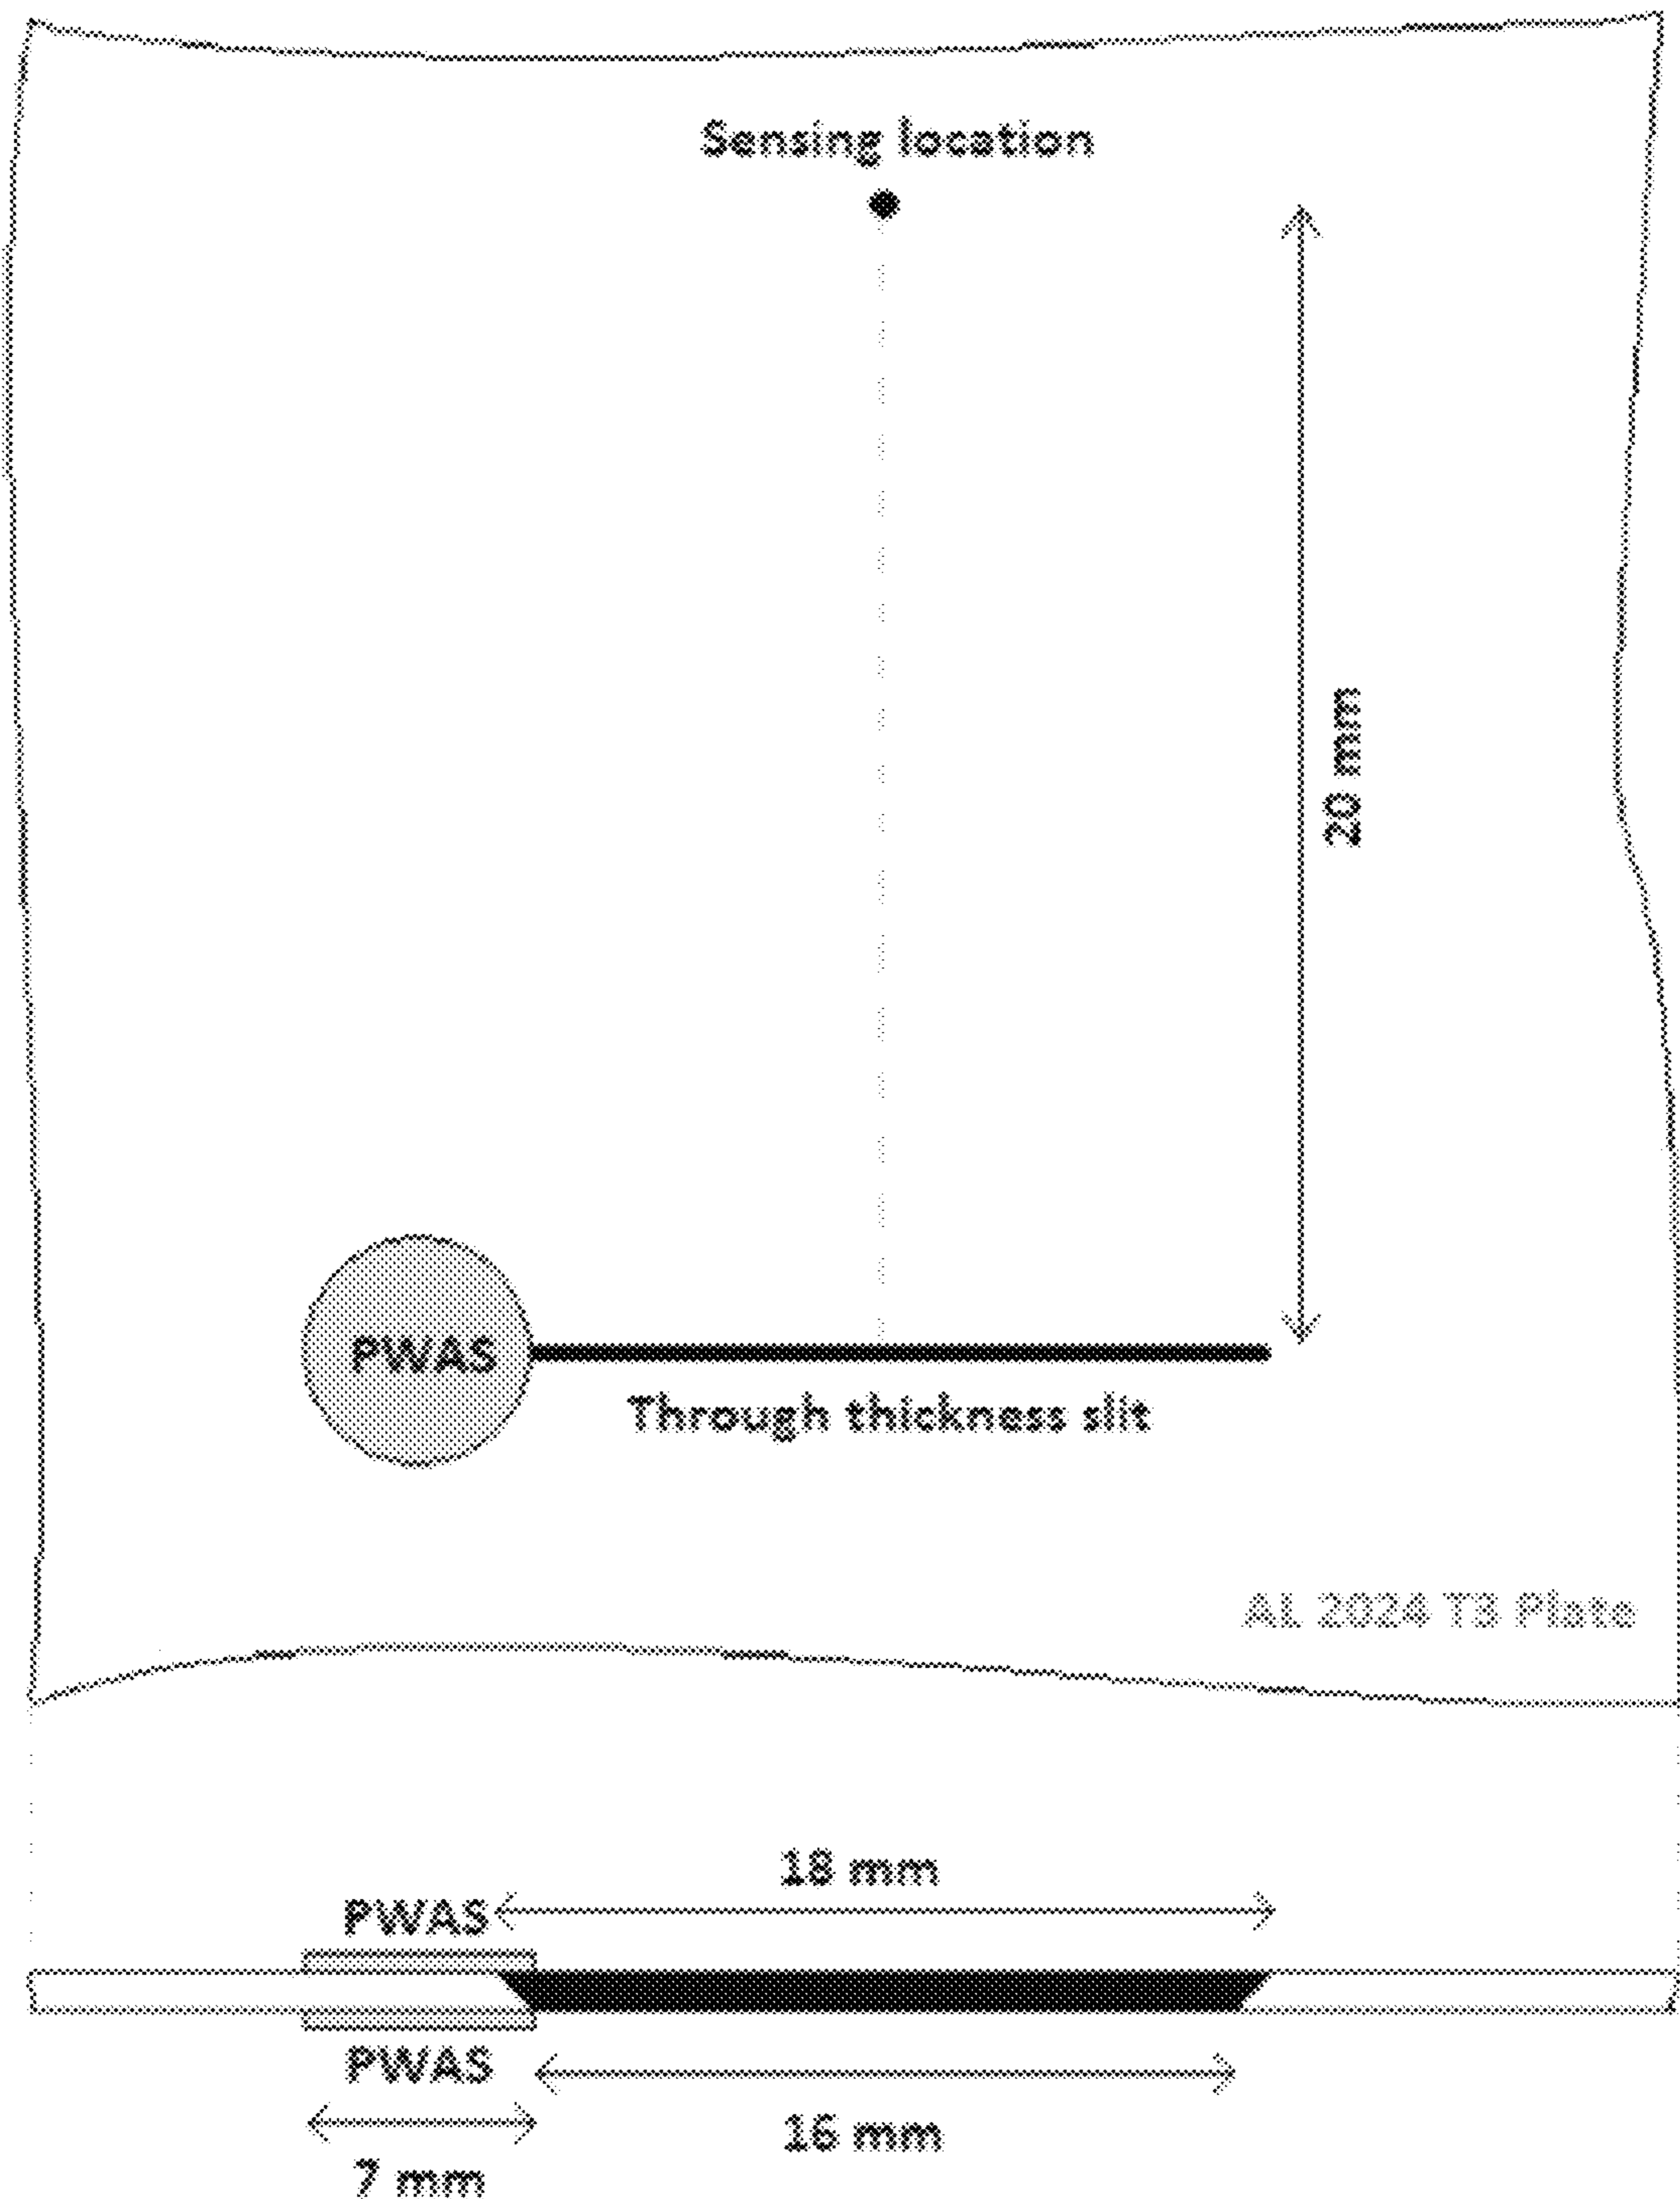 Sensing location
20 mm
PWAS
Through thickness slit
AL 2024 T3 Plate
18 mm
PWAS
PWAS
16 mm
7 mm